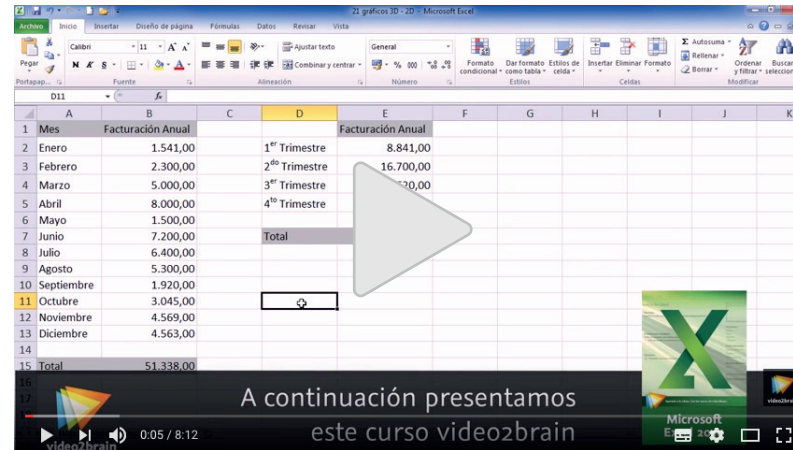 21 gráficos 3D - 2D - Microsoft Excel
Archivo Inicio Insertar Diseño de página Fórmulas Datos Revisar Vista
Calibri 11 A A Ajustar texto General Σ Autosuma
Pegar N K S A Combinar y centrar % 000 Formato condicional Dar formato como tabla Estilos de celda Insertar Eliminar Formato Rellenar Borrar Ordenar y filtrar Buscar
Fuente Alineación Número Estilos Celdas Modificar
D11 fx
A B C D E F G H I J K
1 Mes Facturación Anual Facturación Anual
2 Enero 1.541,00 1er Trimestre 8.841,00
3 Febrero 2.300,00 2do Trimestre 16.700,00
4 Marzo 5.000,00 3er Trimestre
5 Abril 8.000,00 4to Trimestre
6 Mayo 1.500,00
7 Junio 7.200,00 Total
8 Julio 6.400,00
9 Agosto 5.300,00
10 Septiembre 1.920,00
11 Octubre 3.045,00
12 Noviembre 4.569,00
13 Diciembre 4.563,00
14
15 Total 51.338,00
16
17
A continuación presentamos
este curso video2brain
Microsoft
0:05 / 8:12
video2brain